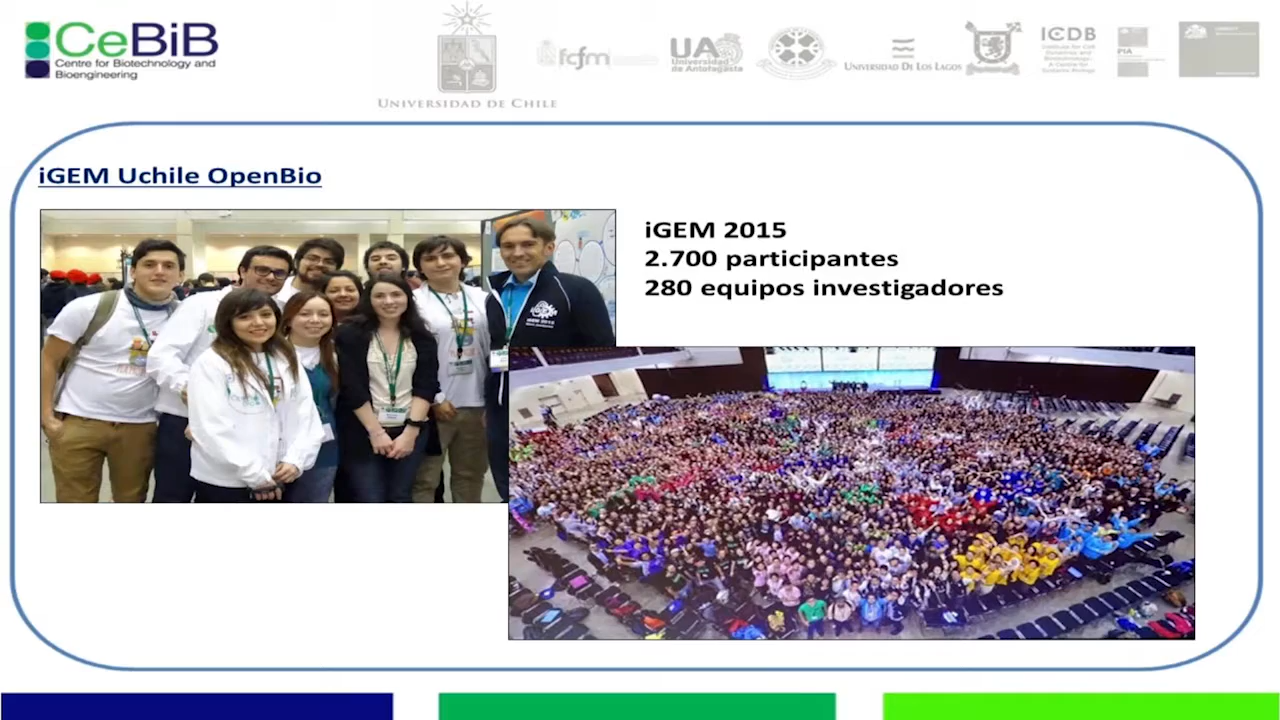 CeBiB
Centre for Biotechnology and
Bioengineering
UNIVERSIDAD DE CHILE
fcfm
UA
Universidad
de Antofagasta
UNIVERSIDAD DE LOS LAGOS
ICDB
Institute for Cell
Dynamics and
Biotechnology:
A Centre for
Systems Biology
PIA
iGEM Uchile OpenBio
iGEM 2015
2.700 participantes
280 equipos investigadores
iGEM 2015